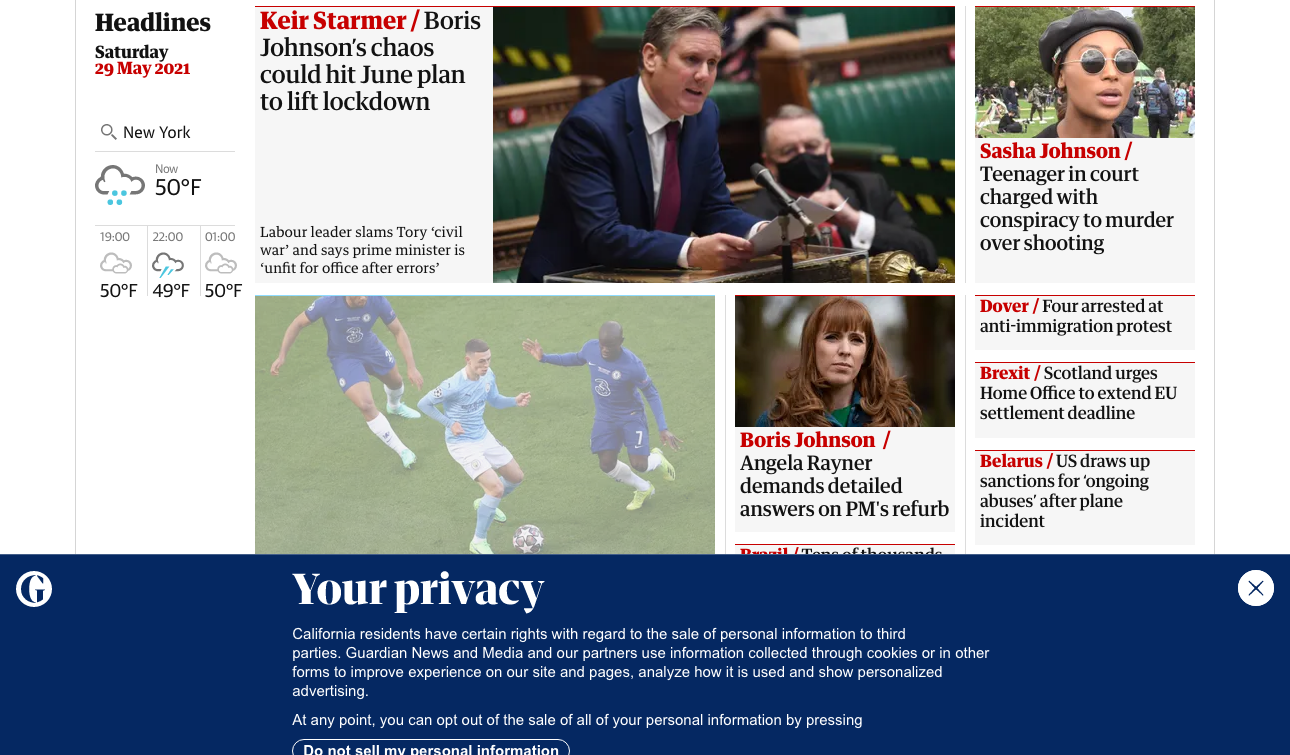 Headlines
Saturday
29 May 2021
New York
Now
50°F
19:00
22:00
01:00
50°F
49°F
50°F
Keir Starmer / Boris
Johnson’s chaos
could hit June plan
to lift lockdown
Labour leader slams Tory ‘civil
war’ and says prime minister is
‘unfit for office after errors’
Sasha Johnson /
Teenager in court
charged with
conspiracy to murder
over shooting
3
3
7
Boris Johnson /
Angela Rayner
demands detailed
answers on PM's refurb
Brazil / Tens of thousands
Dover / Four arrested at
anti-immigration protest
Brexit / Scotland urges
Home Office to extend EU
settlement deadline
Belarus / US draws up
sanctions for ‘ongoing
abuses’ after plane
incident
G
Your privacy
California residents have certain rights with regard to the sale of personal information to third
parties. Guardian News and Media and our partners use information collected through cookies or in other
forms to improve experience on our site and pages, analyze how it is used and show personalized
advertising.
At any point, you can opt out of the sale of all of your personal information by pressing
Do not sell my personal information